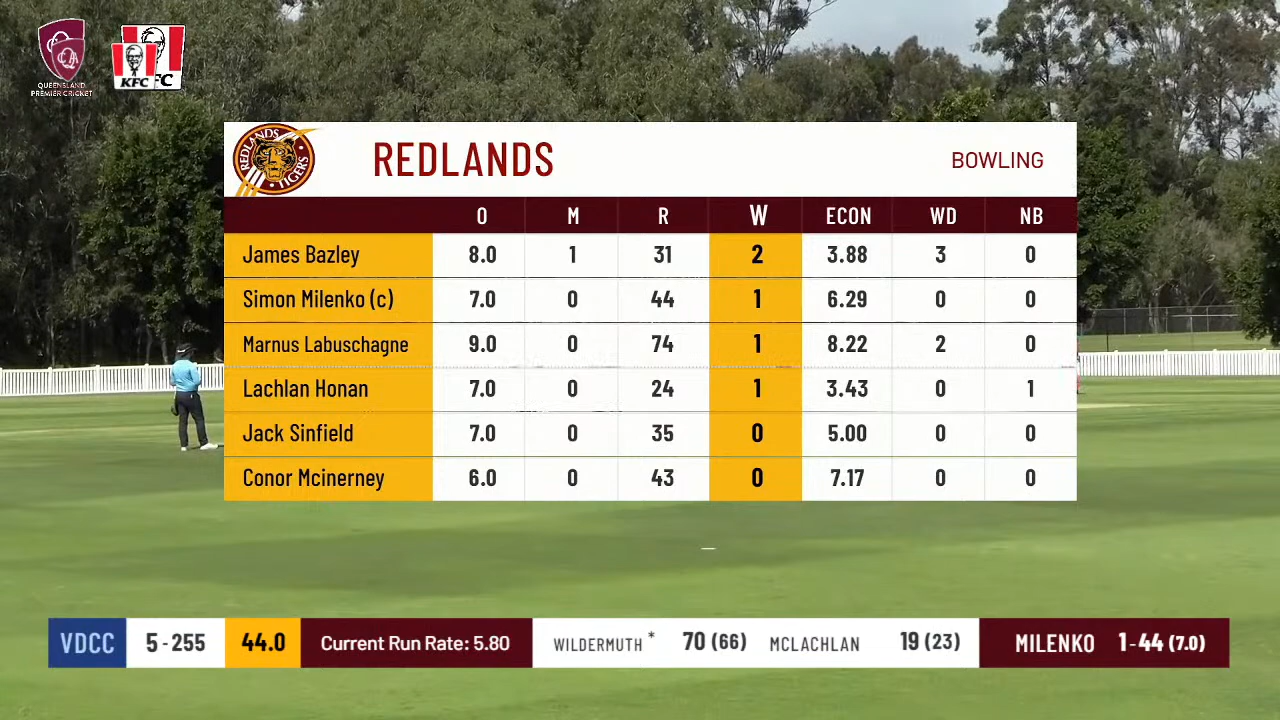 QUEENSLAND
PREMIER CRICKET
KFC
FC
REDLANDS
TIGERS
REDLANDS
BOWLING
O M R W ECON WD NB
James Bazley 8.0 1 31 2 3.88 3 0
Simon Milenko (c) 7.0 0 44 1 6.29 0 0
Marnus Labuschagne 9.0 0 74 1 8.22 2 0
Lachlan Honan 7.0 0 24 1 3.43 0 1
Jack Sinfield 7.0 0 35 0 5.00 0 0
Conor Mcinerney 6.0 0 43 0 7.17 0 0
VDCC 5-255 44.0 Current Run Rate: 5.80 WILDERMUTH * 70 (66) MCLACHLAN 19 (23) MILENKO 1-44 (7.0)